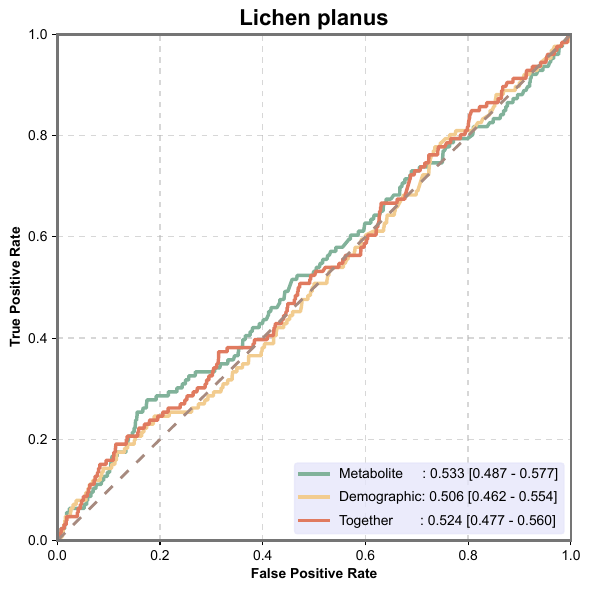 Lichen planus
True Positive Rate
1.0
0.8
0.6
0.4
0.2
0.0
Metabolite : 0.533 [0.487 - 0.577]
Demographic: 0.506 [0.462 - 0.554]
Together : 0.524 [0.477 - 0.560]
0.0 0.2 0.4 0.6 0.8 1.0
False Positive Rate